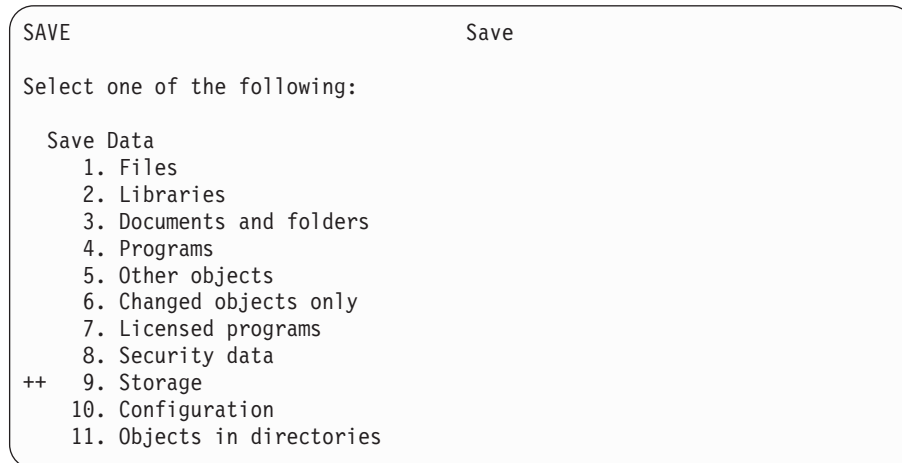 SAVE Save
Select one of the following:
Save Data
1. Files
2. Libraries
3. Documents and folders
4. Programs
5. Other objects
6. Changed objects only
7. Licensed programs
8. Security data
++ 9. Storage
10. Configuration
11. Objects in directories